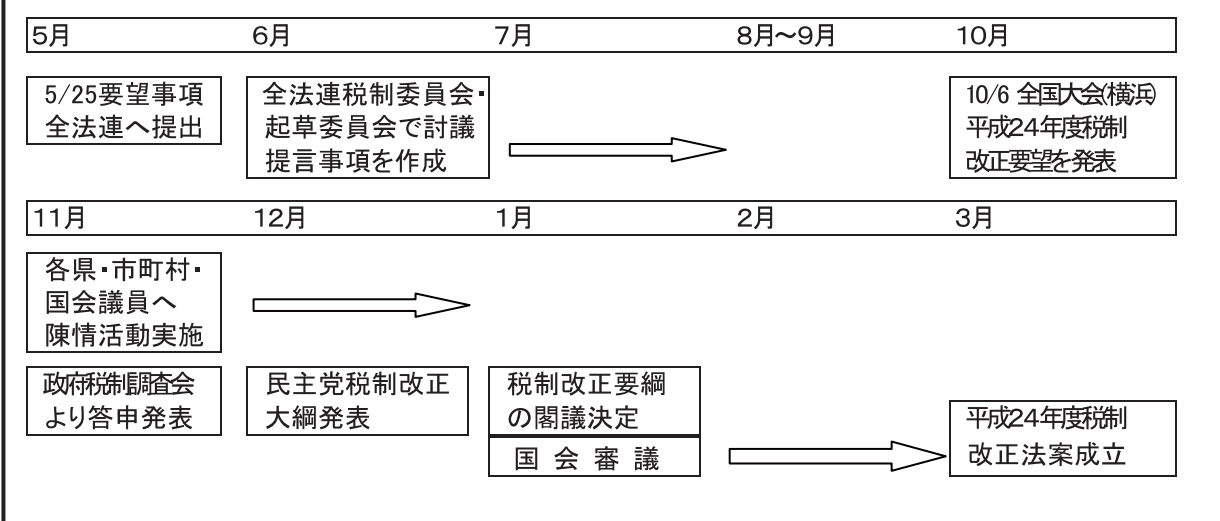 5月 6月 7月 8月～9月 10月
5/25要望事項
全法連へ提出
全法連税制委員会・
起草委員会で討議
提言事項を作成
10/6 全国大会(横浜)
平成24年度税制
改正要望を発表
11月 12月 1月 2月 3月
各県・市町村・
国会議員へ
陳情活動実施
政府税制調査会
より答申発表
民主党税制改正
大綱発表
税制改正要綱
の閣議決定
国会審議
平成24年度税制
改正法案成立